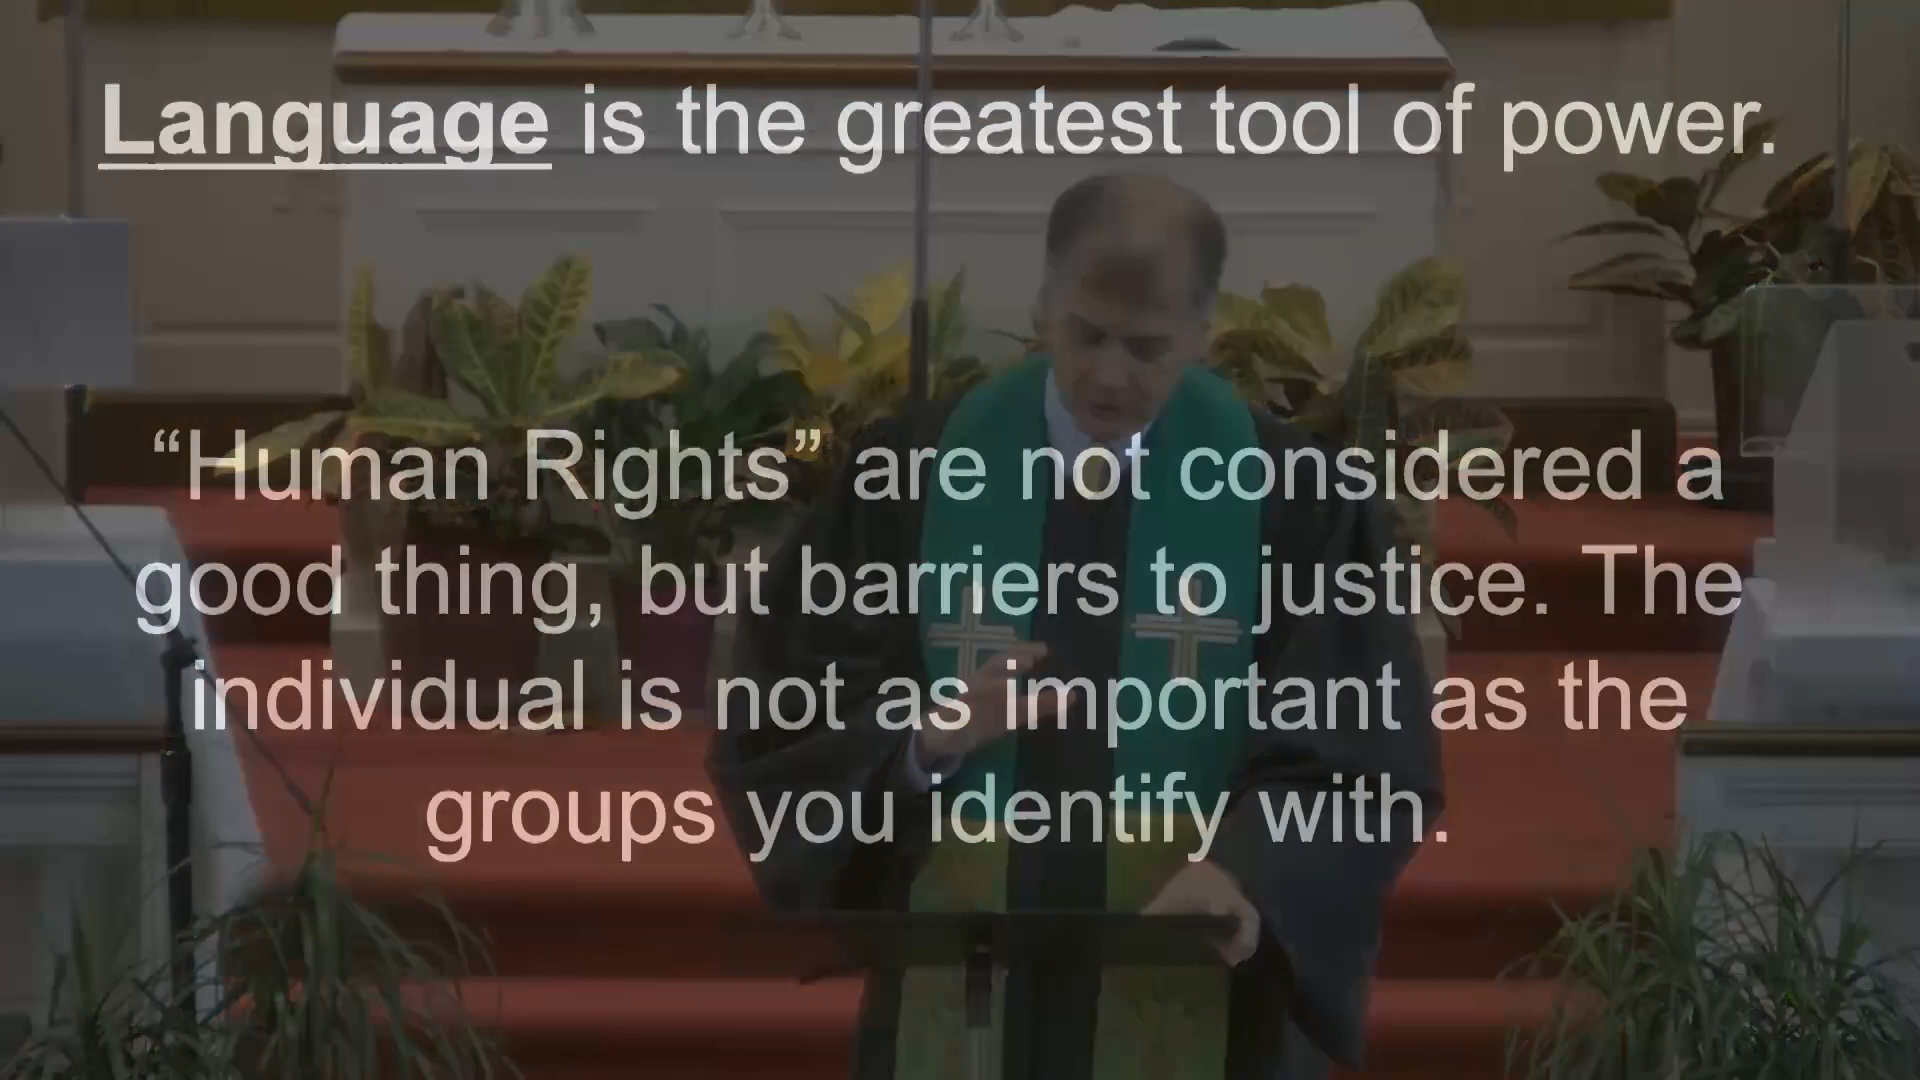 Language is the greatest tool of power.
“Human Rights” are not considered a
good thing, but barriers to justice. The
individual is not as important as the
groups you identify with.